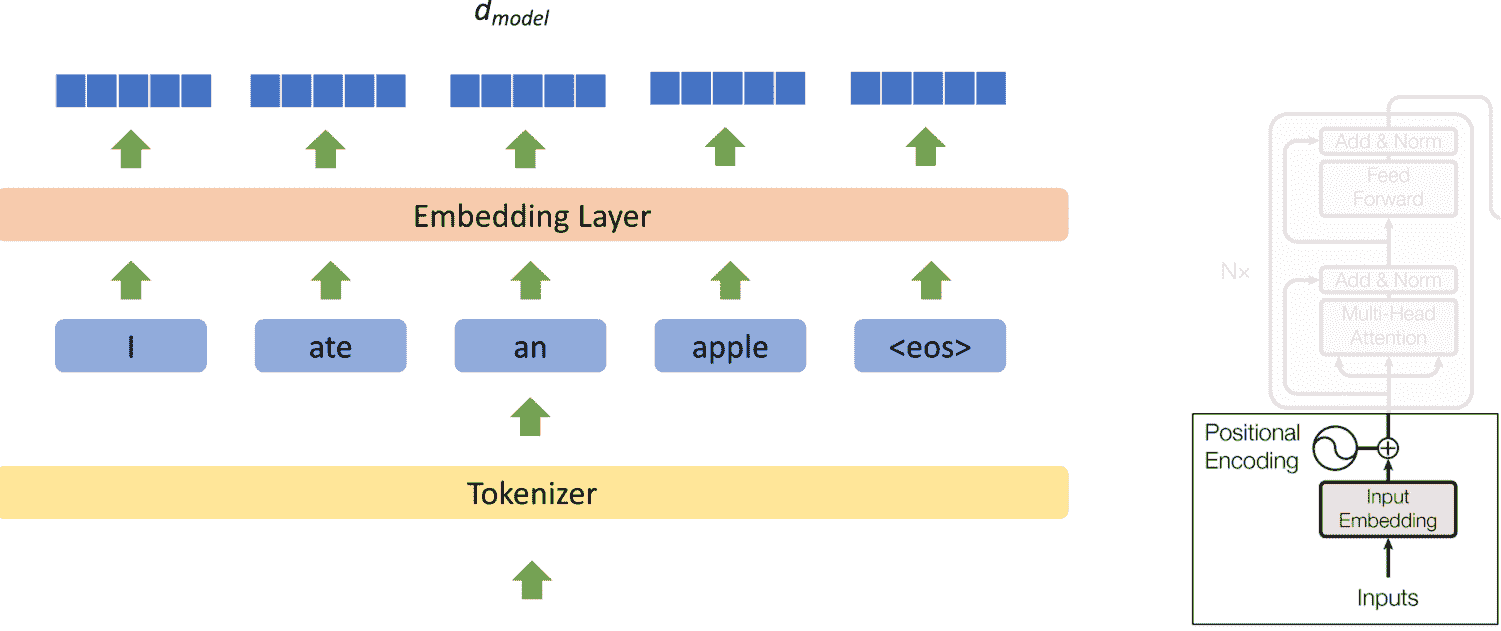 d_model
Embedding Layer
I
ate
an
apple
<eos>
Tokenizer
Add & Norm
Feed
Forward
Nx
Add & Norm
Multi-Head
Attention
Positional
Encoding
Input
Embedding
Inputs